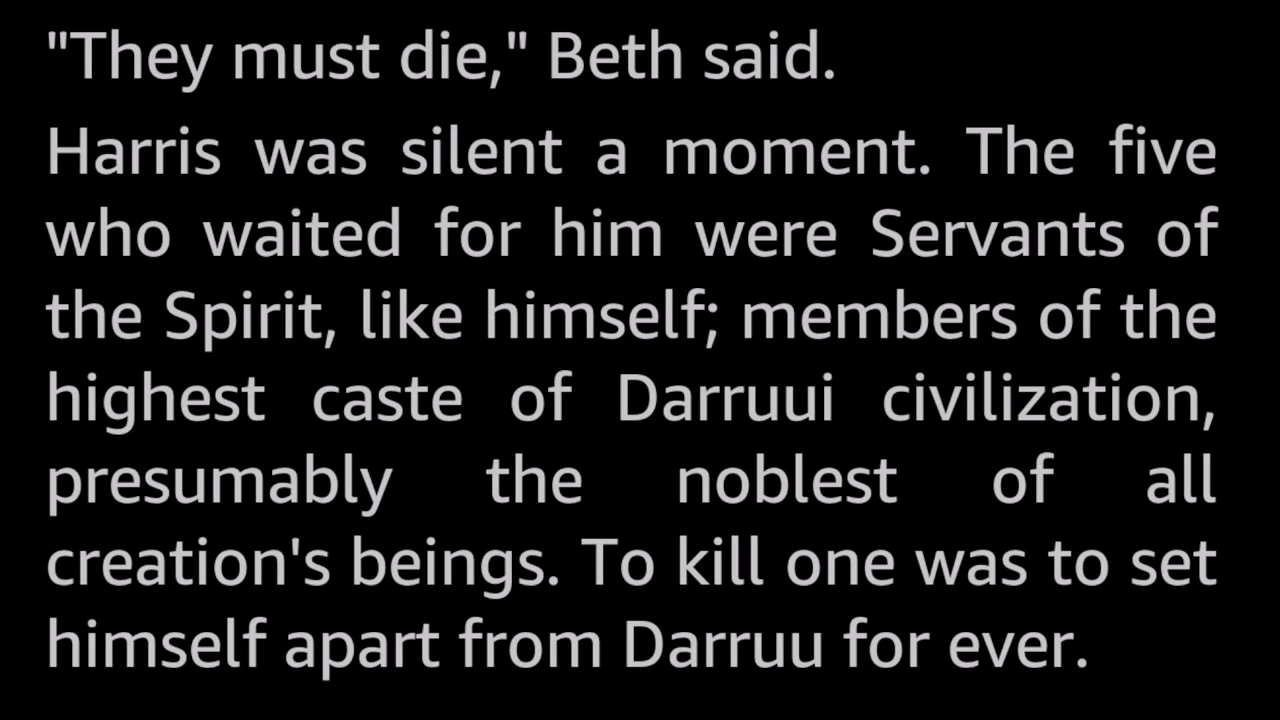 "They must die," Beth said.
Harris was silent a moment. The five
who waited for him were Servants of
the Spirit, like himself; members of the
highest caste of Darruui civilization,
presumably the noblest of all
creation's beings. To kill one was to set
himself apart from Darruu for ever.